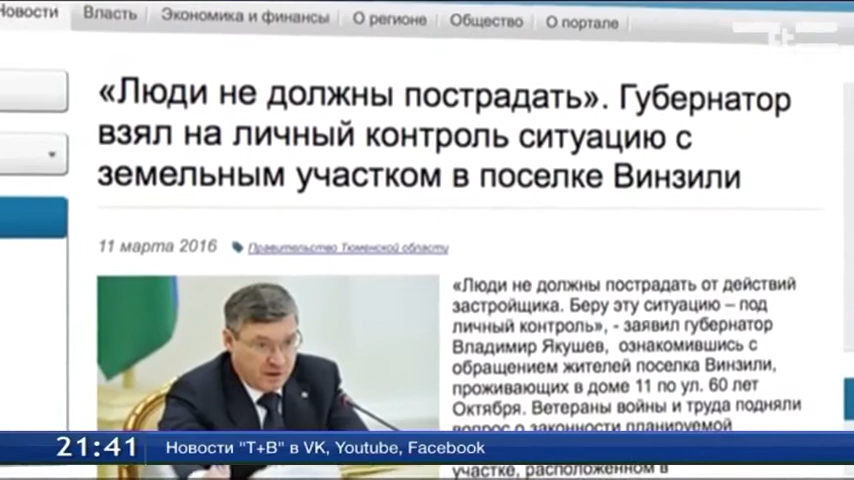 Новости Власть Экономика и финансы О регионе Общество О портале
«Люди не должны пострадать». Губернатор
взял на личный контроль ситуацию с
земельным участком в поселке Винзили
11 марта 2016 Правительство Тюменской области
«Люди не должны пострадать от действий
застройщика. Беру эту ситуацию – под
личный контроль», - заявил губернатор
Владимир Якушев, ознакомившись с
обращением жителей поселка Винзили,
проживающих в доме 11 по ул. 60 лет
Октября. Ветераны войны и труда подняли
вопрос о законности планируемой
участке, расположенном в
21:41 Новости "Т+В" в VK, Youtube, Facebook